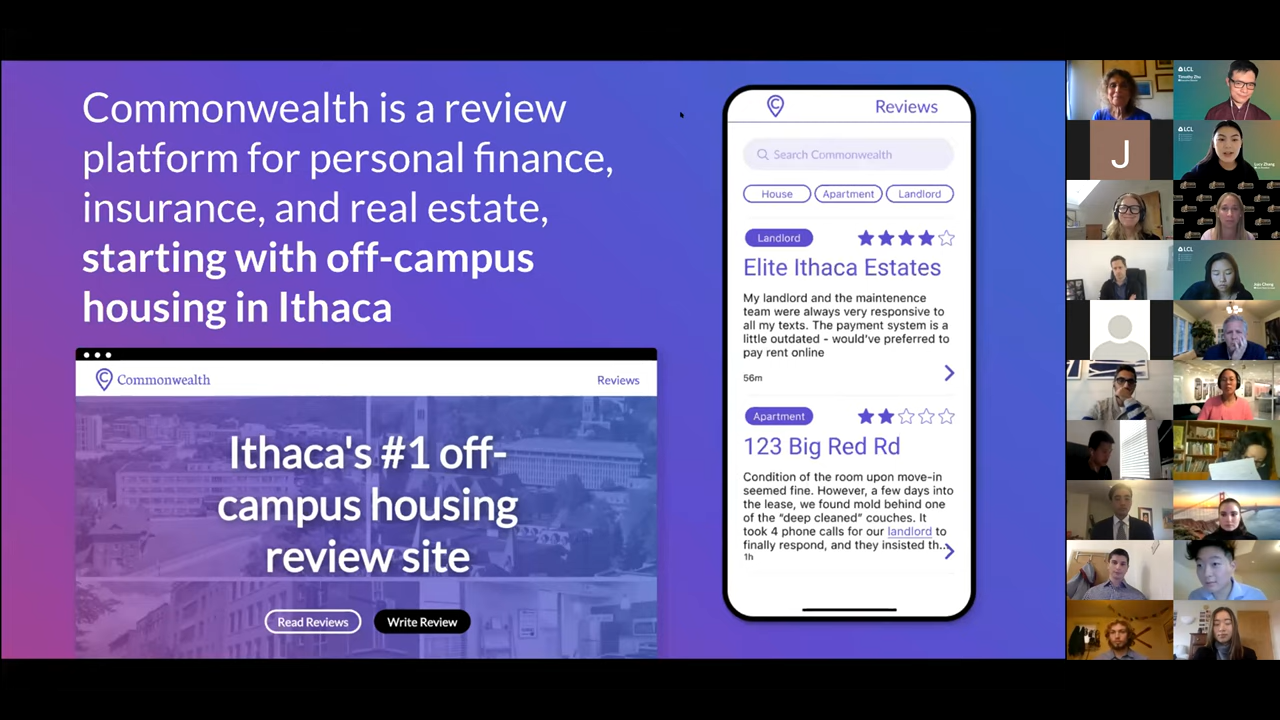 Commonwealth is a review
platform for personal finance,
insurance, and real estate,
starting with off-campus
housing in Ithaca
Commonwealth
Reviews
Ithaca's #1 off-
campus housing
review site
Read Reviews
Write Review
Reviews
Search Commonwealth
House
Apartment
Landlord
Landlord
Elite Ithaca Estates
My landlord and the maintenence
team were always very responsive to
all my texts. The payment system is a
little outdated - would've preferred to
pay rent online
56m
Apartment
123 Big Red Rd
Condition of the room upon move-in
seemed fine. However, a few days into
the lease, we found mold behind one
of the “deep cleaned” couches. It
took 4 phone calls for our landlord to
finally respond, and they insisted th...
1h
LCL
Timothy Zhu
J
LCL
Lucy Zhang
LCL